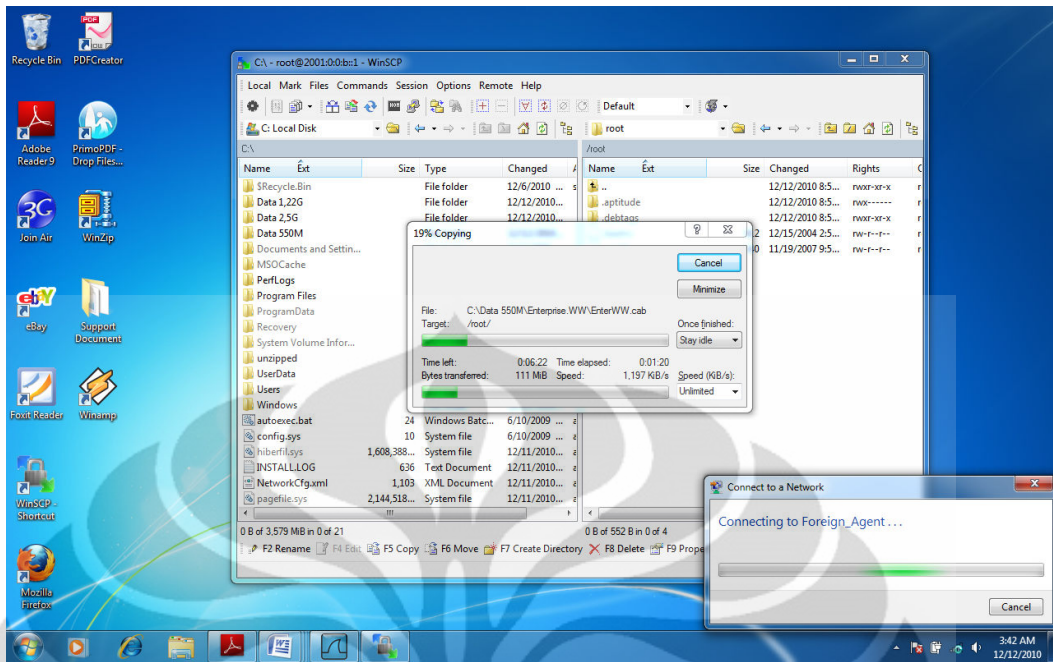 Recycle Bin
PDFCreator
Adobe Reader 9
PrimoPDF - Drop Files...
3G
Join Air
WinZip
ebY
eBay
Support Document
Foxit Reader
Winamp
WinSCP - Shortcut
Mozilla Firefox
C:\ - root@2001:0:0:b::1 - WinSCP
Local Mark Files Commands Session Options Remote Help
Default
C: Local Disk
root
C:\
/root
Name Ext Size Type Changed
Name Ext Size Changed Rights
$Recycle.Bin File folder 12/6/2010 ...
Data 1,22G File folder 12/12/2010...
Data 2,5G File folder 12/12/2010...
Data 550M
Documents and Settin...
MSOCache
PerfLogs
Program Files
ProgramData
Recovery
System Volume Infor...
unzipped
UserData
Users
Windows
autoexec.bat 24 Windows Batc... 6/10/2009 ...
config.sys 10 System file 6/10/2009 ...
hiberfil.sys 1,608,388... System file 12/11/2010...
INSTALL.LOG 636 Text Document 12/11/2010...
NetworkCfg.xml 1,103 XML Document 12/11/2010...
pagefile.sys 2,144,518... System file 12/11/2010...
.. 12/12/2010 8:5... rwxr-xr-x r
.aptitude 12/12/2010 8:5... rwx------ r
.debtags 12/12/2010 8:5... rwxr-xr-x r
2 12/15/2004 2:5... rw-r--r-- r
0 11/19/2007 9:5... rw-r--r-- r
19% Copying
Cancel
Minimize
File: C:\Data 550M\Enterprise.WW\EnterWW.cab
Target: /root/
Once finished:
Stay idle
Time left: 0:06:22 Time elapsed: 0:01:20
Bytes transferred: 111 MiB Speed: 1,197 KiB/s
Speed (KiB/s):
Unlimited
0 B of 3,579 MiB in 0 of 21
0 B of 552 B in 0 of 4
F2 Rename F4 Edit F5 Copy F6 Move F7 Create Directory F8 Delete F9 Prope
Connect to a Network
Connecting to Foreign_Agent . . .
Cancel
3:42 AM
12/12/2010